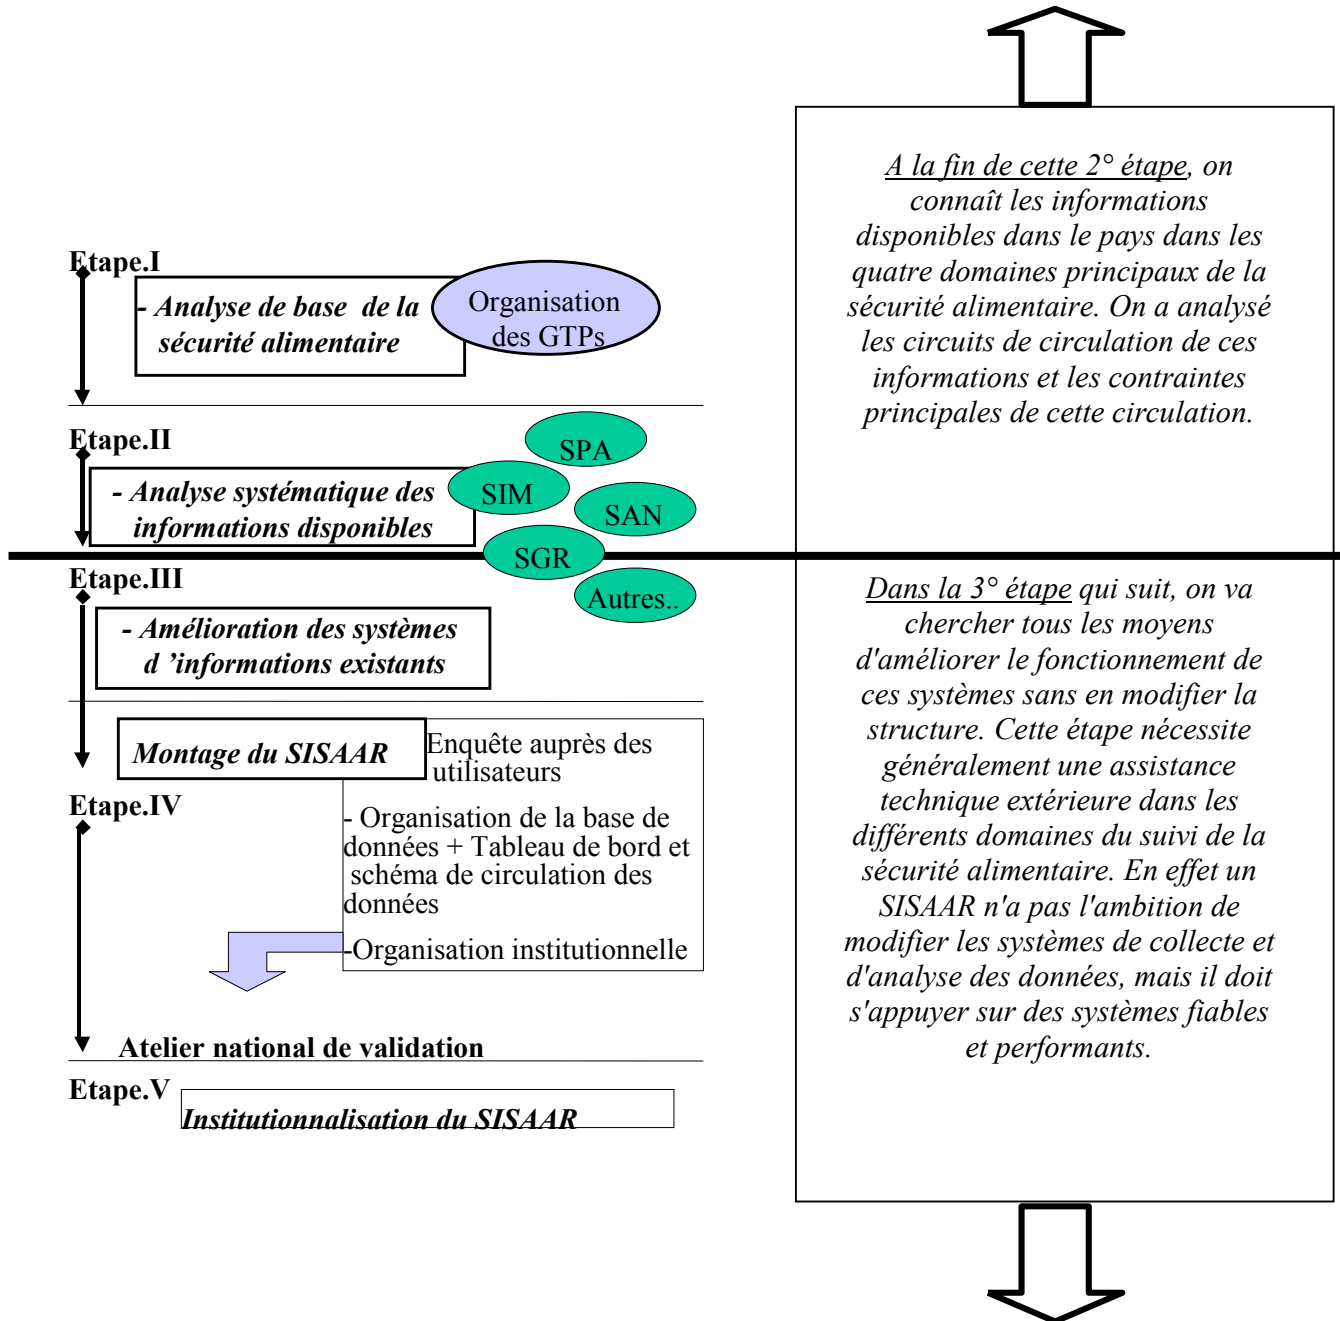 Etape.I
- Analyse de base de la
sécurité alimentaire
Organisation
des GTPs
Etape.II
- Analyse systématique des
informations disponibles
SPA
SIM
SAN
SGR
Autres..
Etape.III
- Amélioration des systèmes
d ’informations existants
Montage du SISAAR
Enquête auprès des
utilisateurs
- Organisation de la base de
données + Tableau de bord et
schéma de circulation des
données
-Organisation institutionnelle
Etape.IV
Atelier national de validation
Etape.V
Institutionnalisation du SISAAR
A la fin de cette 2° étape, on
connaît les informations
disponibles dans le pays dans les
quatre domaines principaux de la
sécurité alimentaire. On a analysé
les circuits de circulation de ces
informations et les contraintes
principales de cette circulation.
Dans la 3° étape qui suit, on va
chercher tous les moyens
d'améliorer le fonctionnement de
ces systèmes sans en modifier la
structure. Cette étape nécessite
généralement une assistance
technique extérieure dans les
différents domaines du suivi de la
sécurité alimentaire. En effet un
SISAAR n'a pas l'ambition de
modifier les systèmes de collecte et
d'analyse des données, mais il doit
s'appuyer sur des systèmes fiables
et performants.